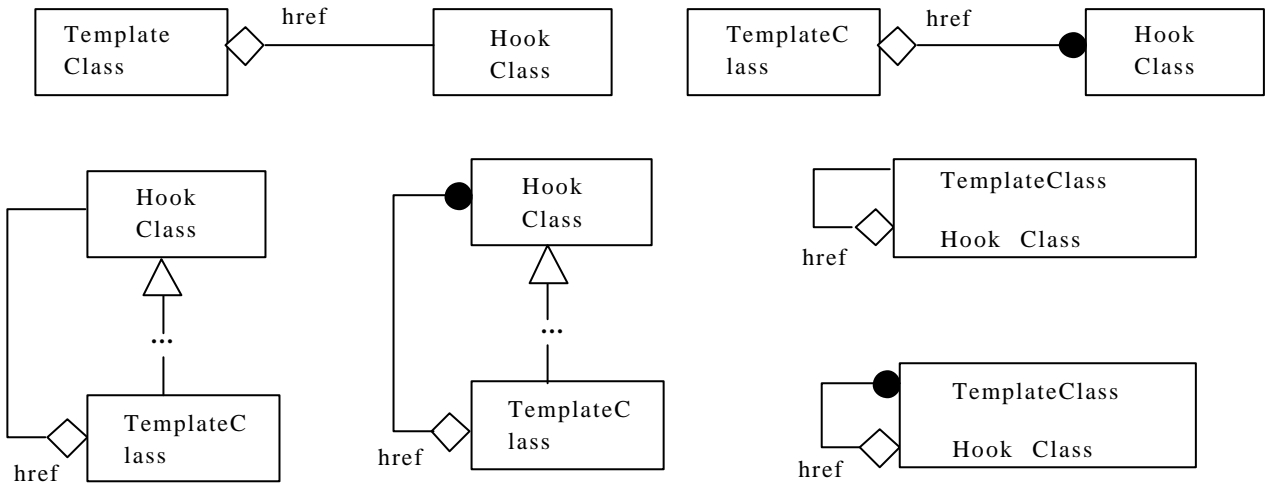 href
Template
Class
Hook
Class
href
TemplateC
lass
Hook
Class
Hook
Class
...
TemplateC
lass
href
Hook
Class
...
TemplateC
lass
href
TemplateClass
Hook Class
href
TemplateClass
Hook Class
href